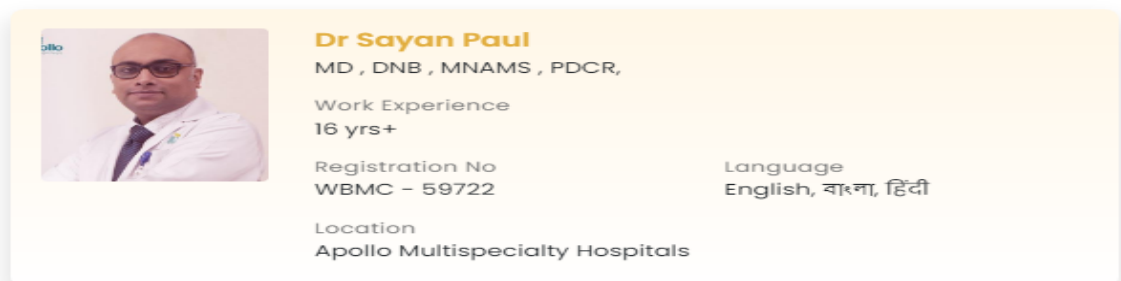 ollo
Dr Sayan Paul
MD , DNB , MNAMS , PDCR,
Work Experience
16 yrs+
Registration No
WBMC - 59722
Language
English, বাংলা, हिंदी
Location
Apollo Multispecialty Hospitals